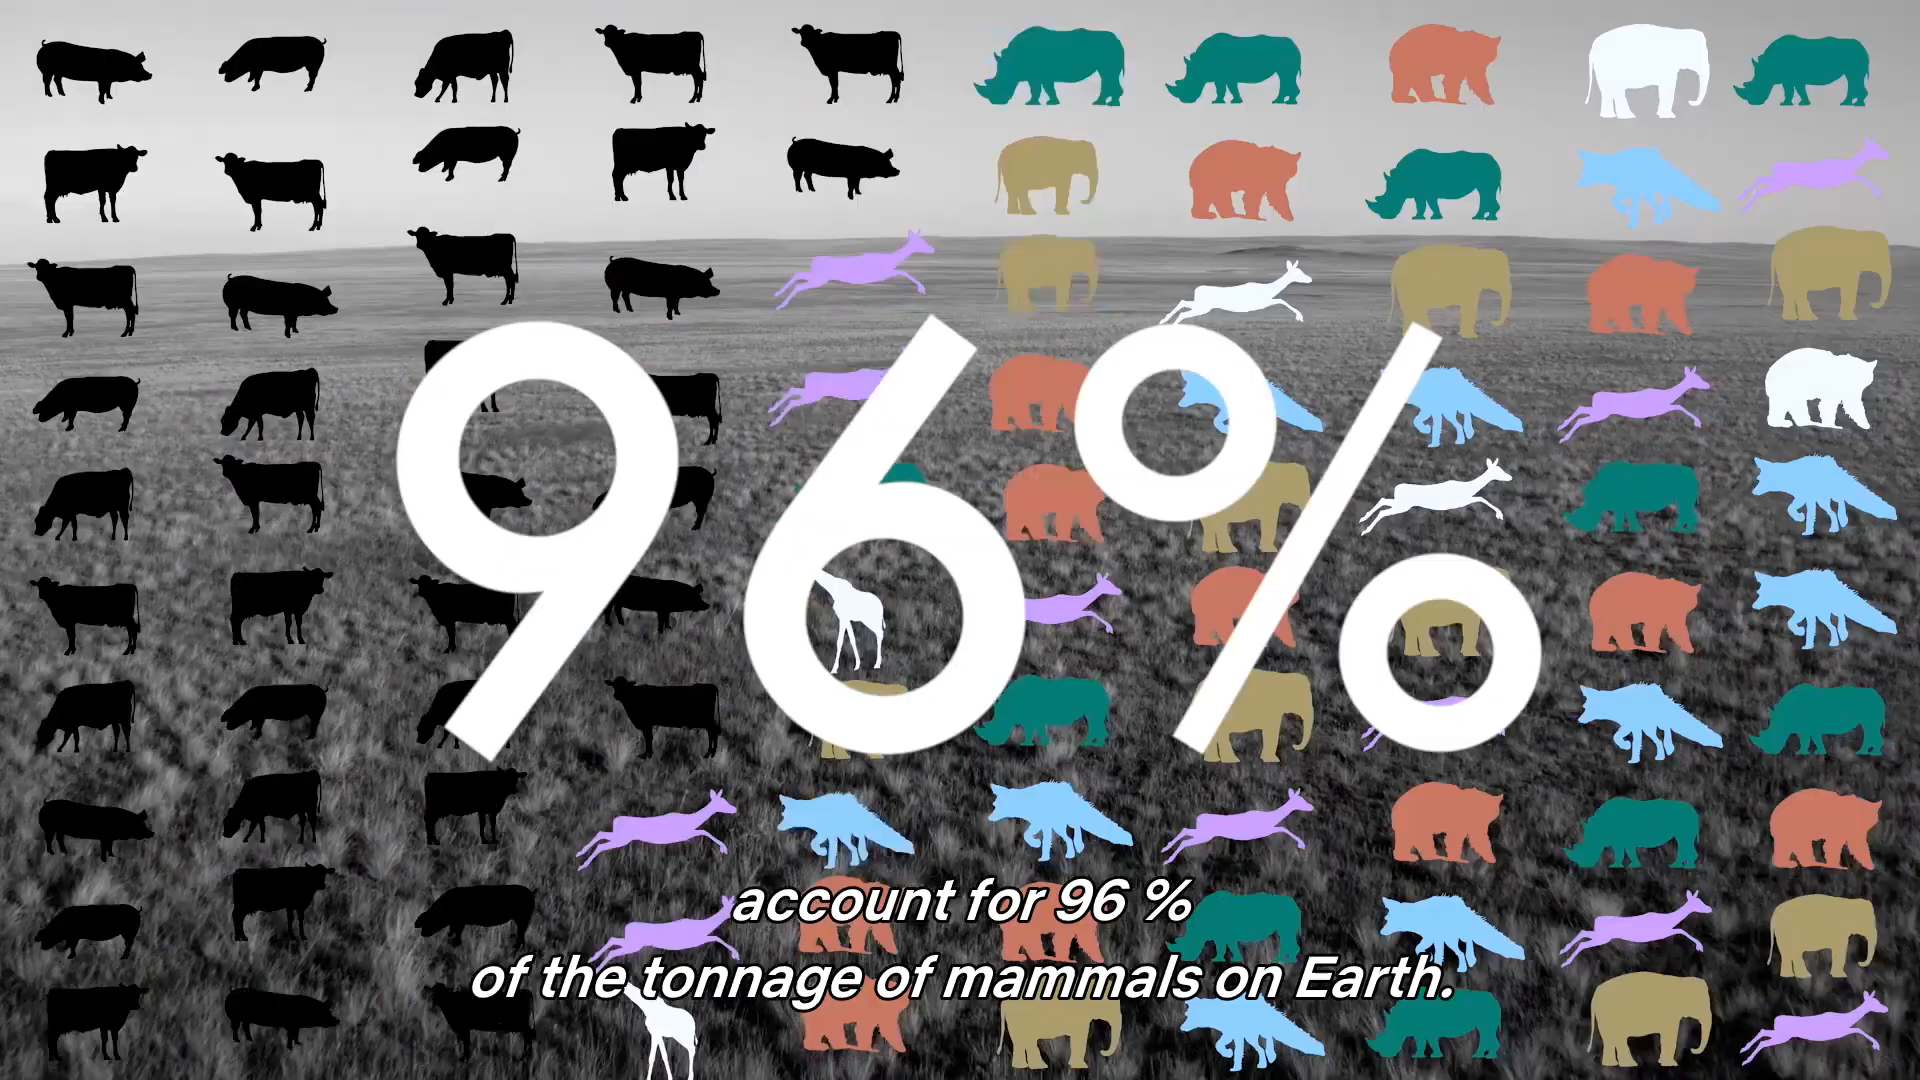 96%
account for 96 %
of the tonnage of mammals on Earth.